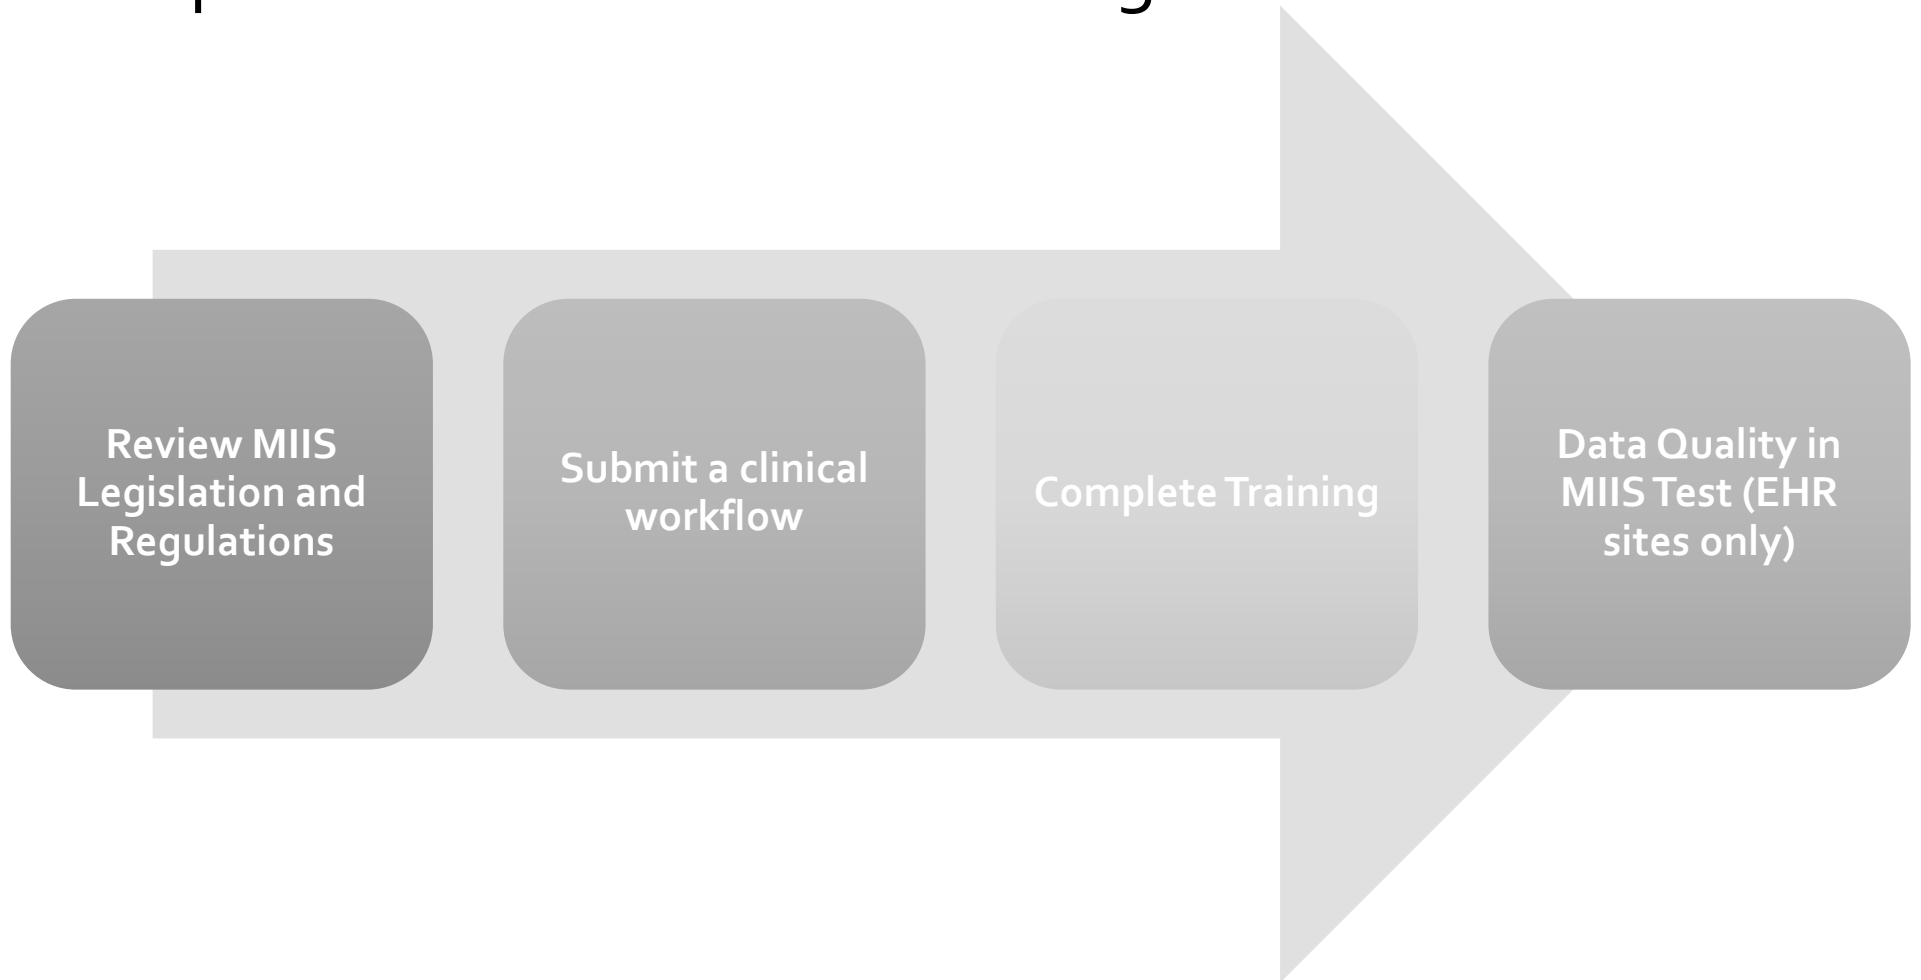 Review MIIS
Legislation and
Regulations
Submit a clinical
workflow
Complete Training
Data Quality in
MIIS Test (EHR
sites only)